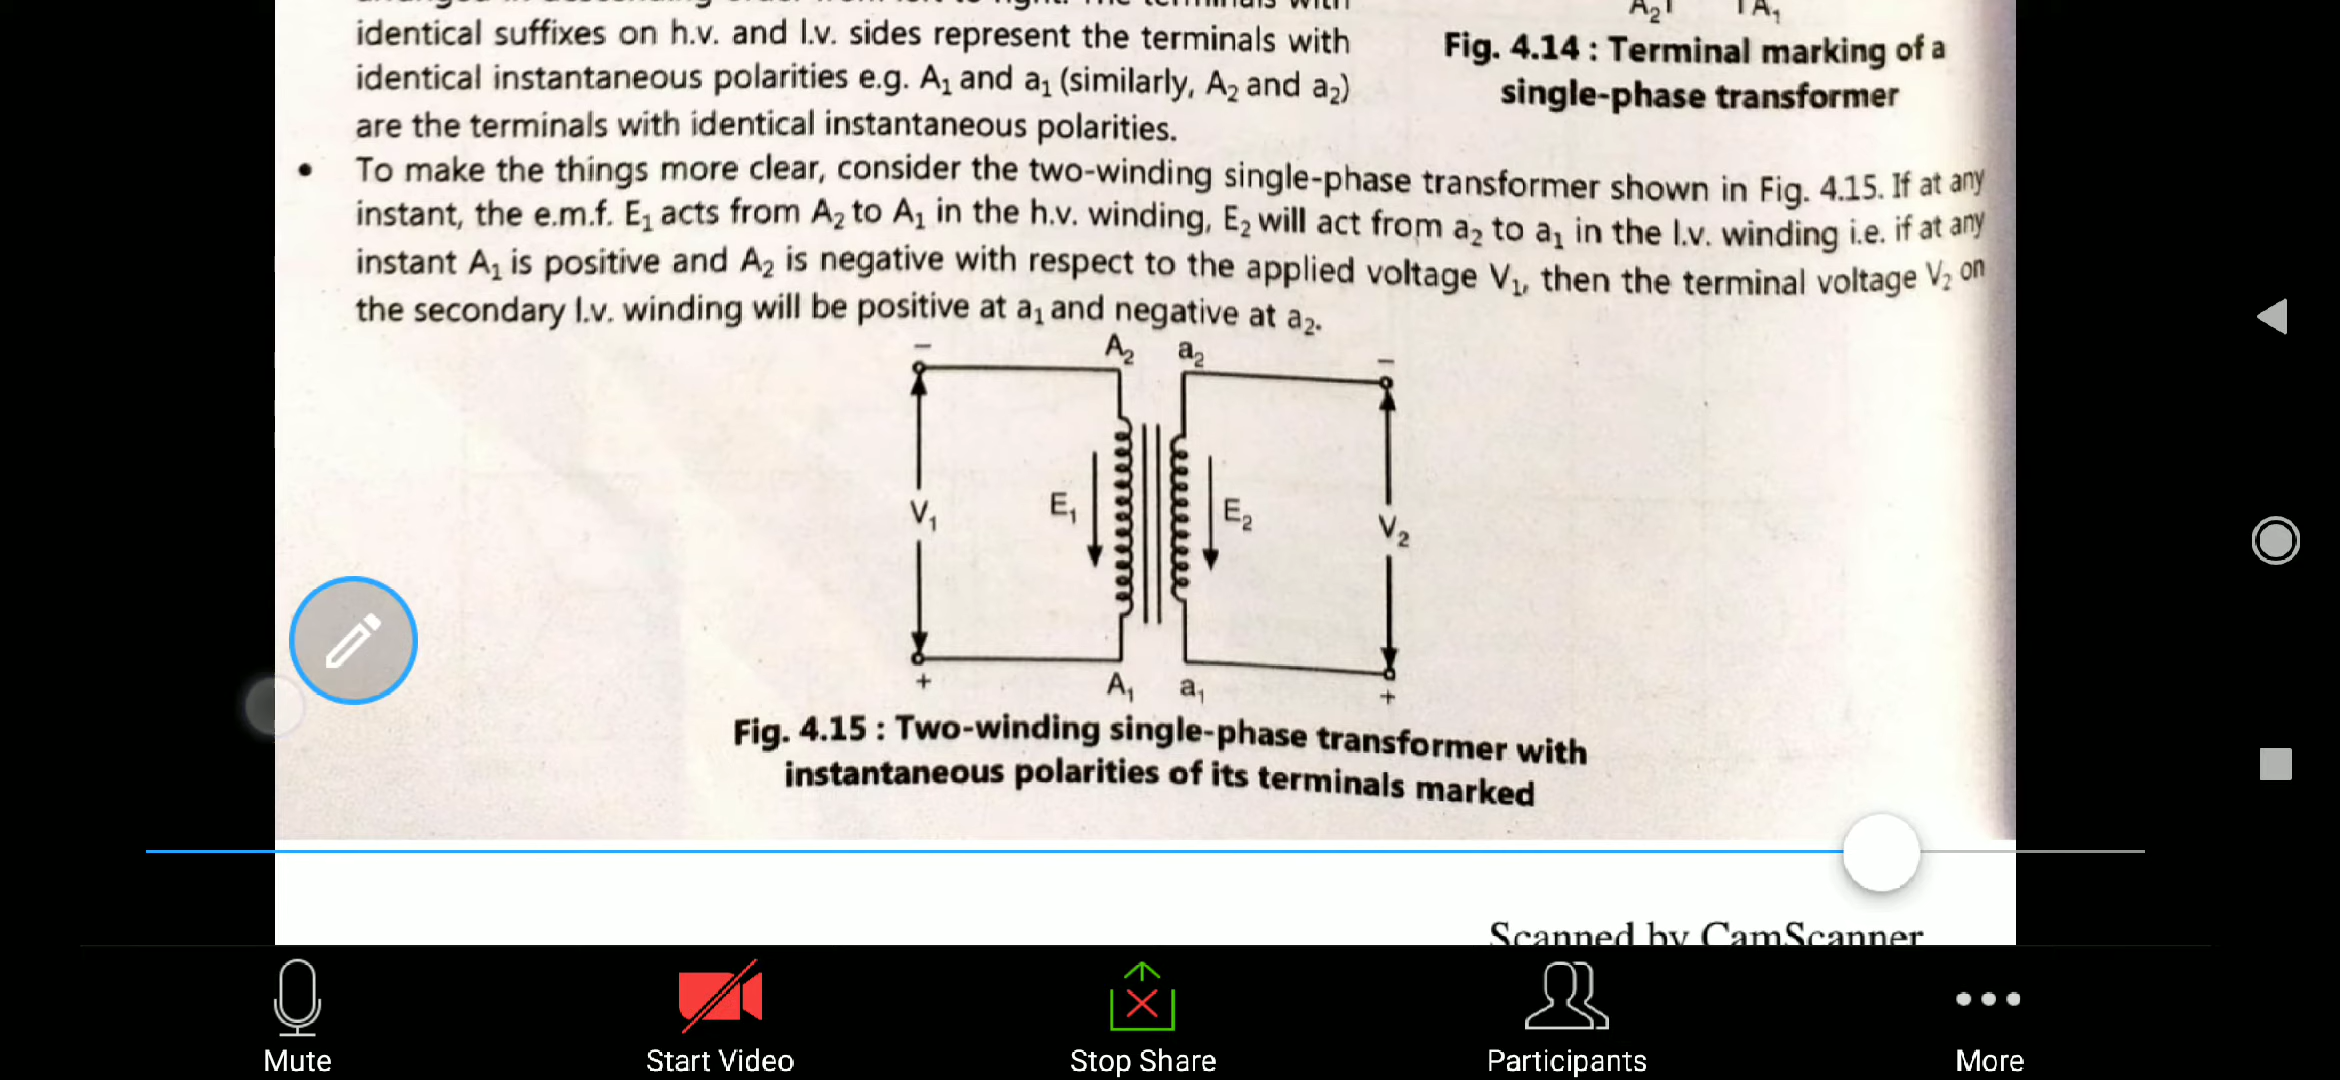 identical suffixes on h.v. and l.v. sides represent the terminals with
identical instantaneous polarities e.g. A₁ and a₁ (similarly, A₂ and a₂)
are the terminals with identical instantaneous polarities.
A₂ A₁
Fig. 4.14 : Terminal marking of a
single-phase transformer
• To make the things more clear, consider the two-winding single-phase transformer shown in Fig. 4.15. If at any
instant, the e.m.f. E₁ acts from A₂ to A₁ in the h.v. winding, E₂ will act from a₂ to a₁ in the l.v. winding i.e. if at any
instant A₁ is positive and A₂ is negative with respect to the applied voltage V₁, then the terminal voltage V₂ on
the secondary l.v. winding will be positive at a₁ and negative at a₂.
− A₂ a₂ −
V₁ E₁ E₂ V₂
+ A₁ a₁ +
Fig. 4.15 : Two-winding single-phase transformer with
instantaneous polarities of its terminals marked
Scanned by CamScanner
Mute Start Video Stop Share Participants More